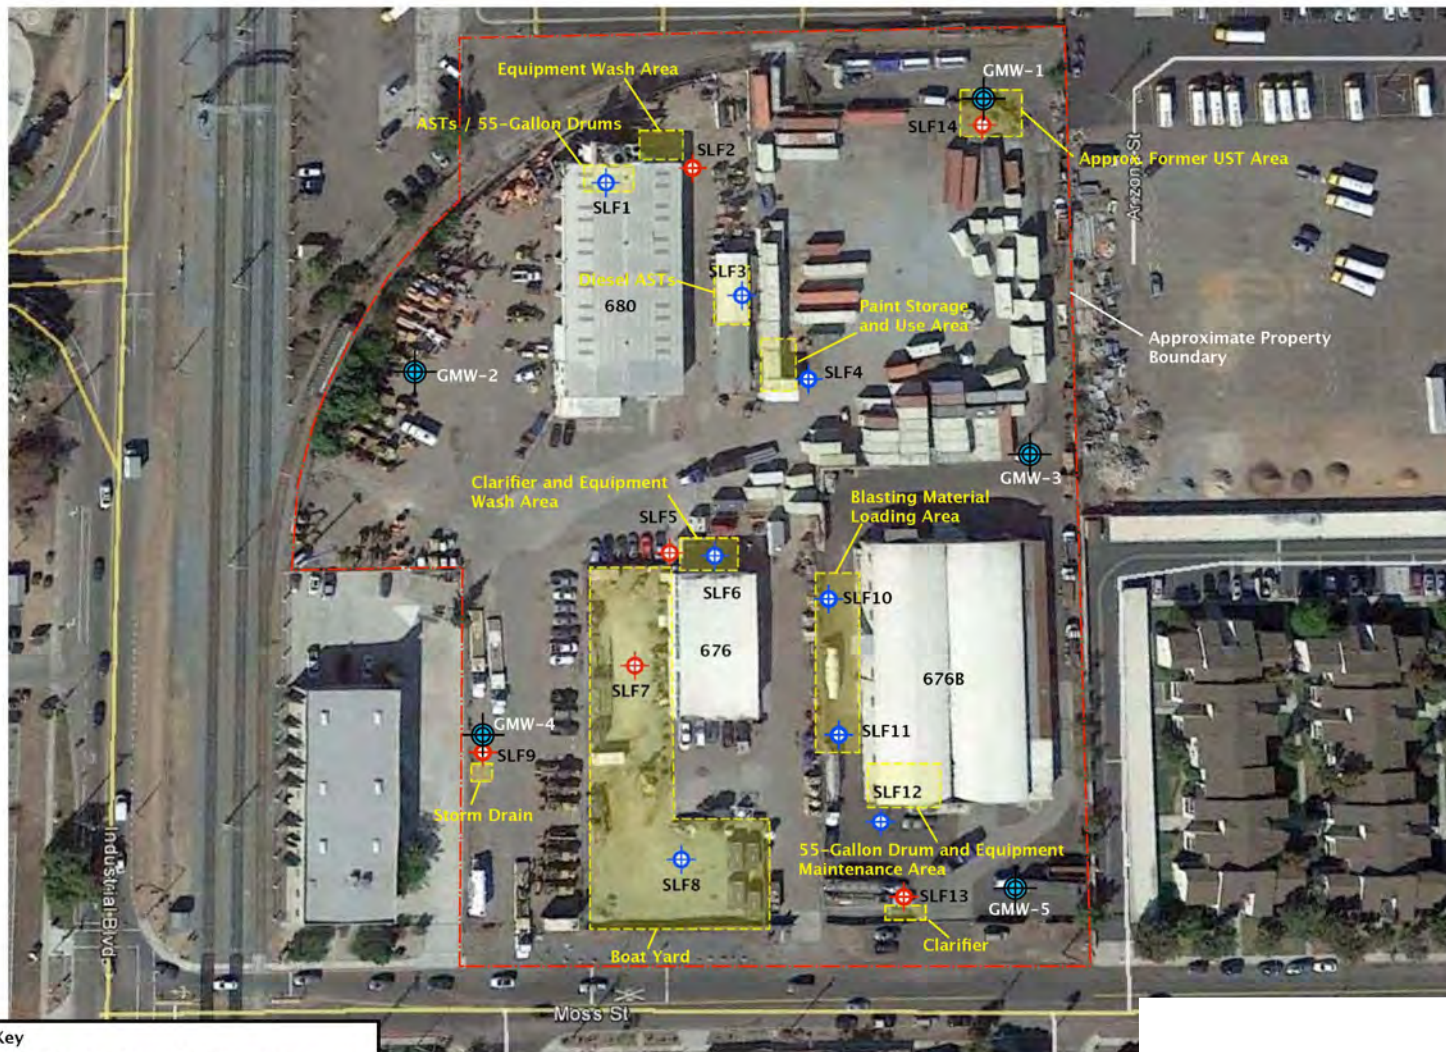 Equipment Wash Area
GMW-1
ASTs / 55-Gallon Drums
SLF14
SLF2
Approx. Former UST Area
SLF1
Arizona St
SLF3
Diesel ASTs
680
Paint Storage
and Use Area
Approximate Property
Boundary
GMW-2
SLF4
GMW-3
Clarifier and Equipment
Wash Area
Blasting Material
Loading Area
SLF5
SLF6
SLF10
676
SLF7
676B
GMW-4
SLF11
SLF9
SLF12
Storm Drain
55-Gallon Drum and Equipment
Maintenance Area
SLF8
SLF13
GMW-5
Clarifier
Boat Yard
Industrial Blvd
Moss St
Key